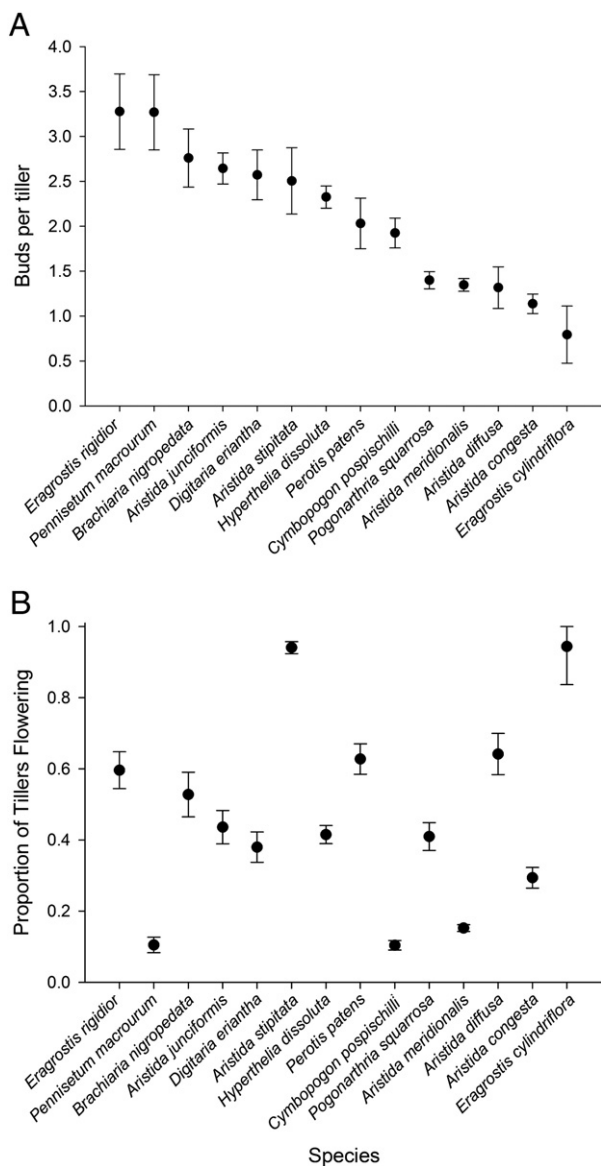 A
Buds per tiller
4.0
3.5
3.0
2.5
2.0
1.5
1.0
0.5
0.0
Eragrostis rigidior
Pennisetum macrourum
Brachiaria nigropedata
Aristida junciformis
Digitaria eriantha
Aristida stipitata
Hyperthelia dissoluta
Perotis patens
Cymbopogon pospischilli
Pogonarthria squarrosa
Aristida meridionalis
Aristida diffusa
Aristida congesta
Eragrostis cylindriflora
B
Proportion of Tillers Flowering
1.0
0.8
0.6
0.4
0.2
0.0
Eragrostis rigidior
Pennisetum macrourum
Brachiaria nigropedata
Aristida junciformis
Digitaria eriantha
Aristida stipitata
Hyperthelia dissoluta
Perotis patens
Cymbopogon pospischilli
Pogonarthria squarrosa
Aristida meridionalis
Aristida diffusa
Aristida congesta
Eragrostis cylindriflora
Species